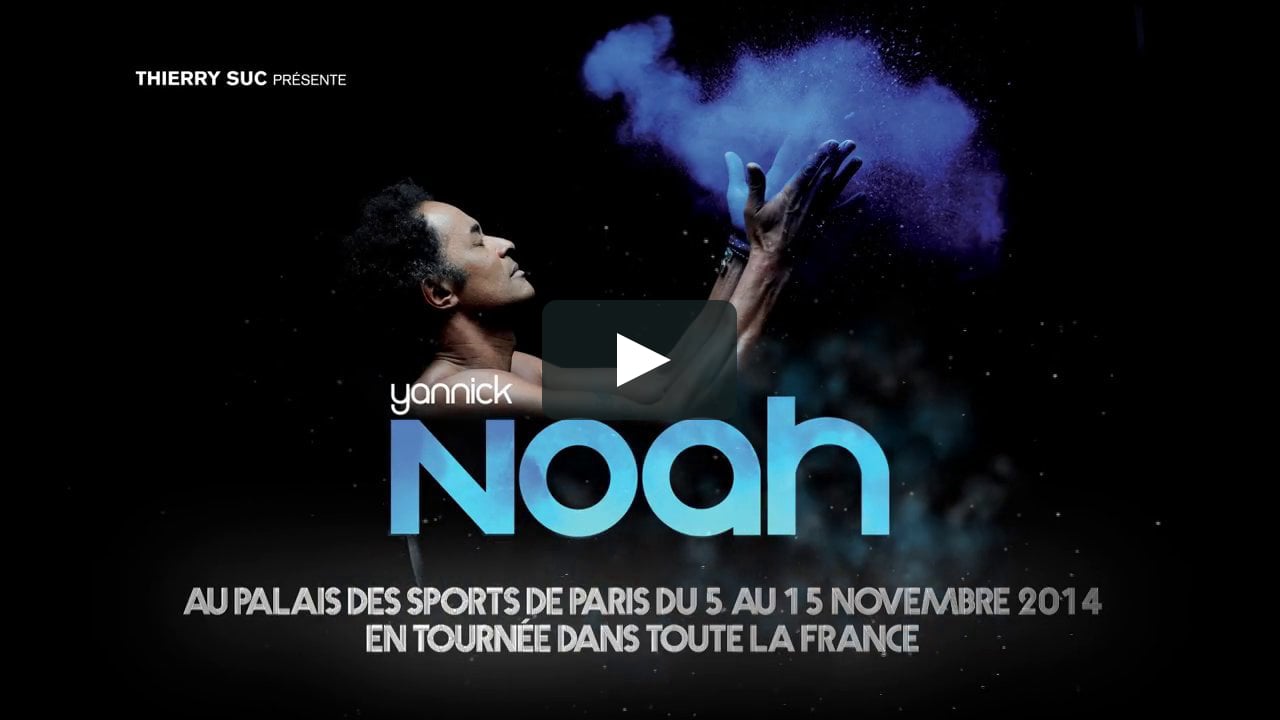 THIERRY SUC PRÉSENTE
yannick
Noah
AU PALAIS DES SPORTS DE PARIS DU 5 AU 15 NOVEMBRE 2014
EN TOURNÉE DANS TOUTE LA FRANCE